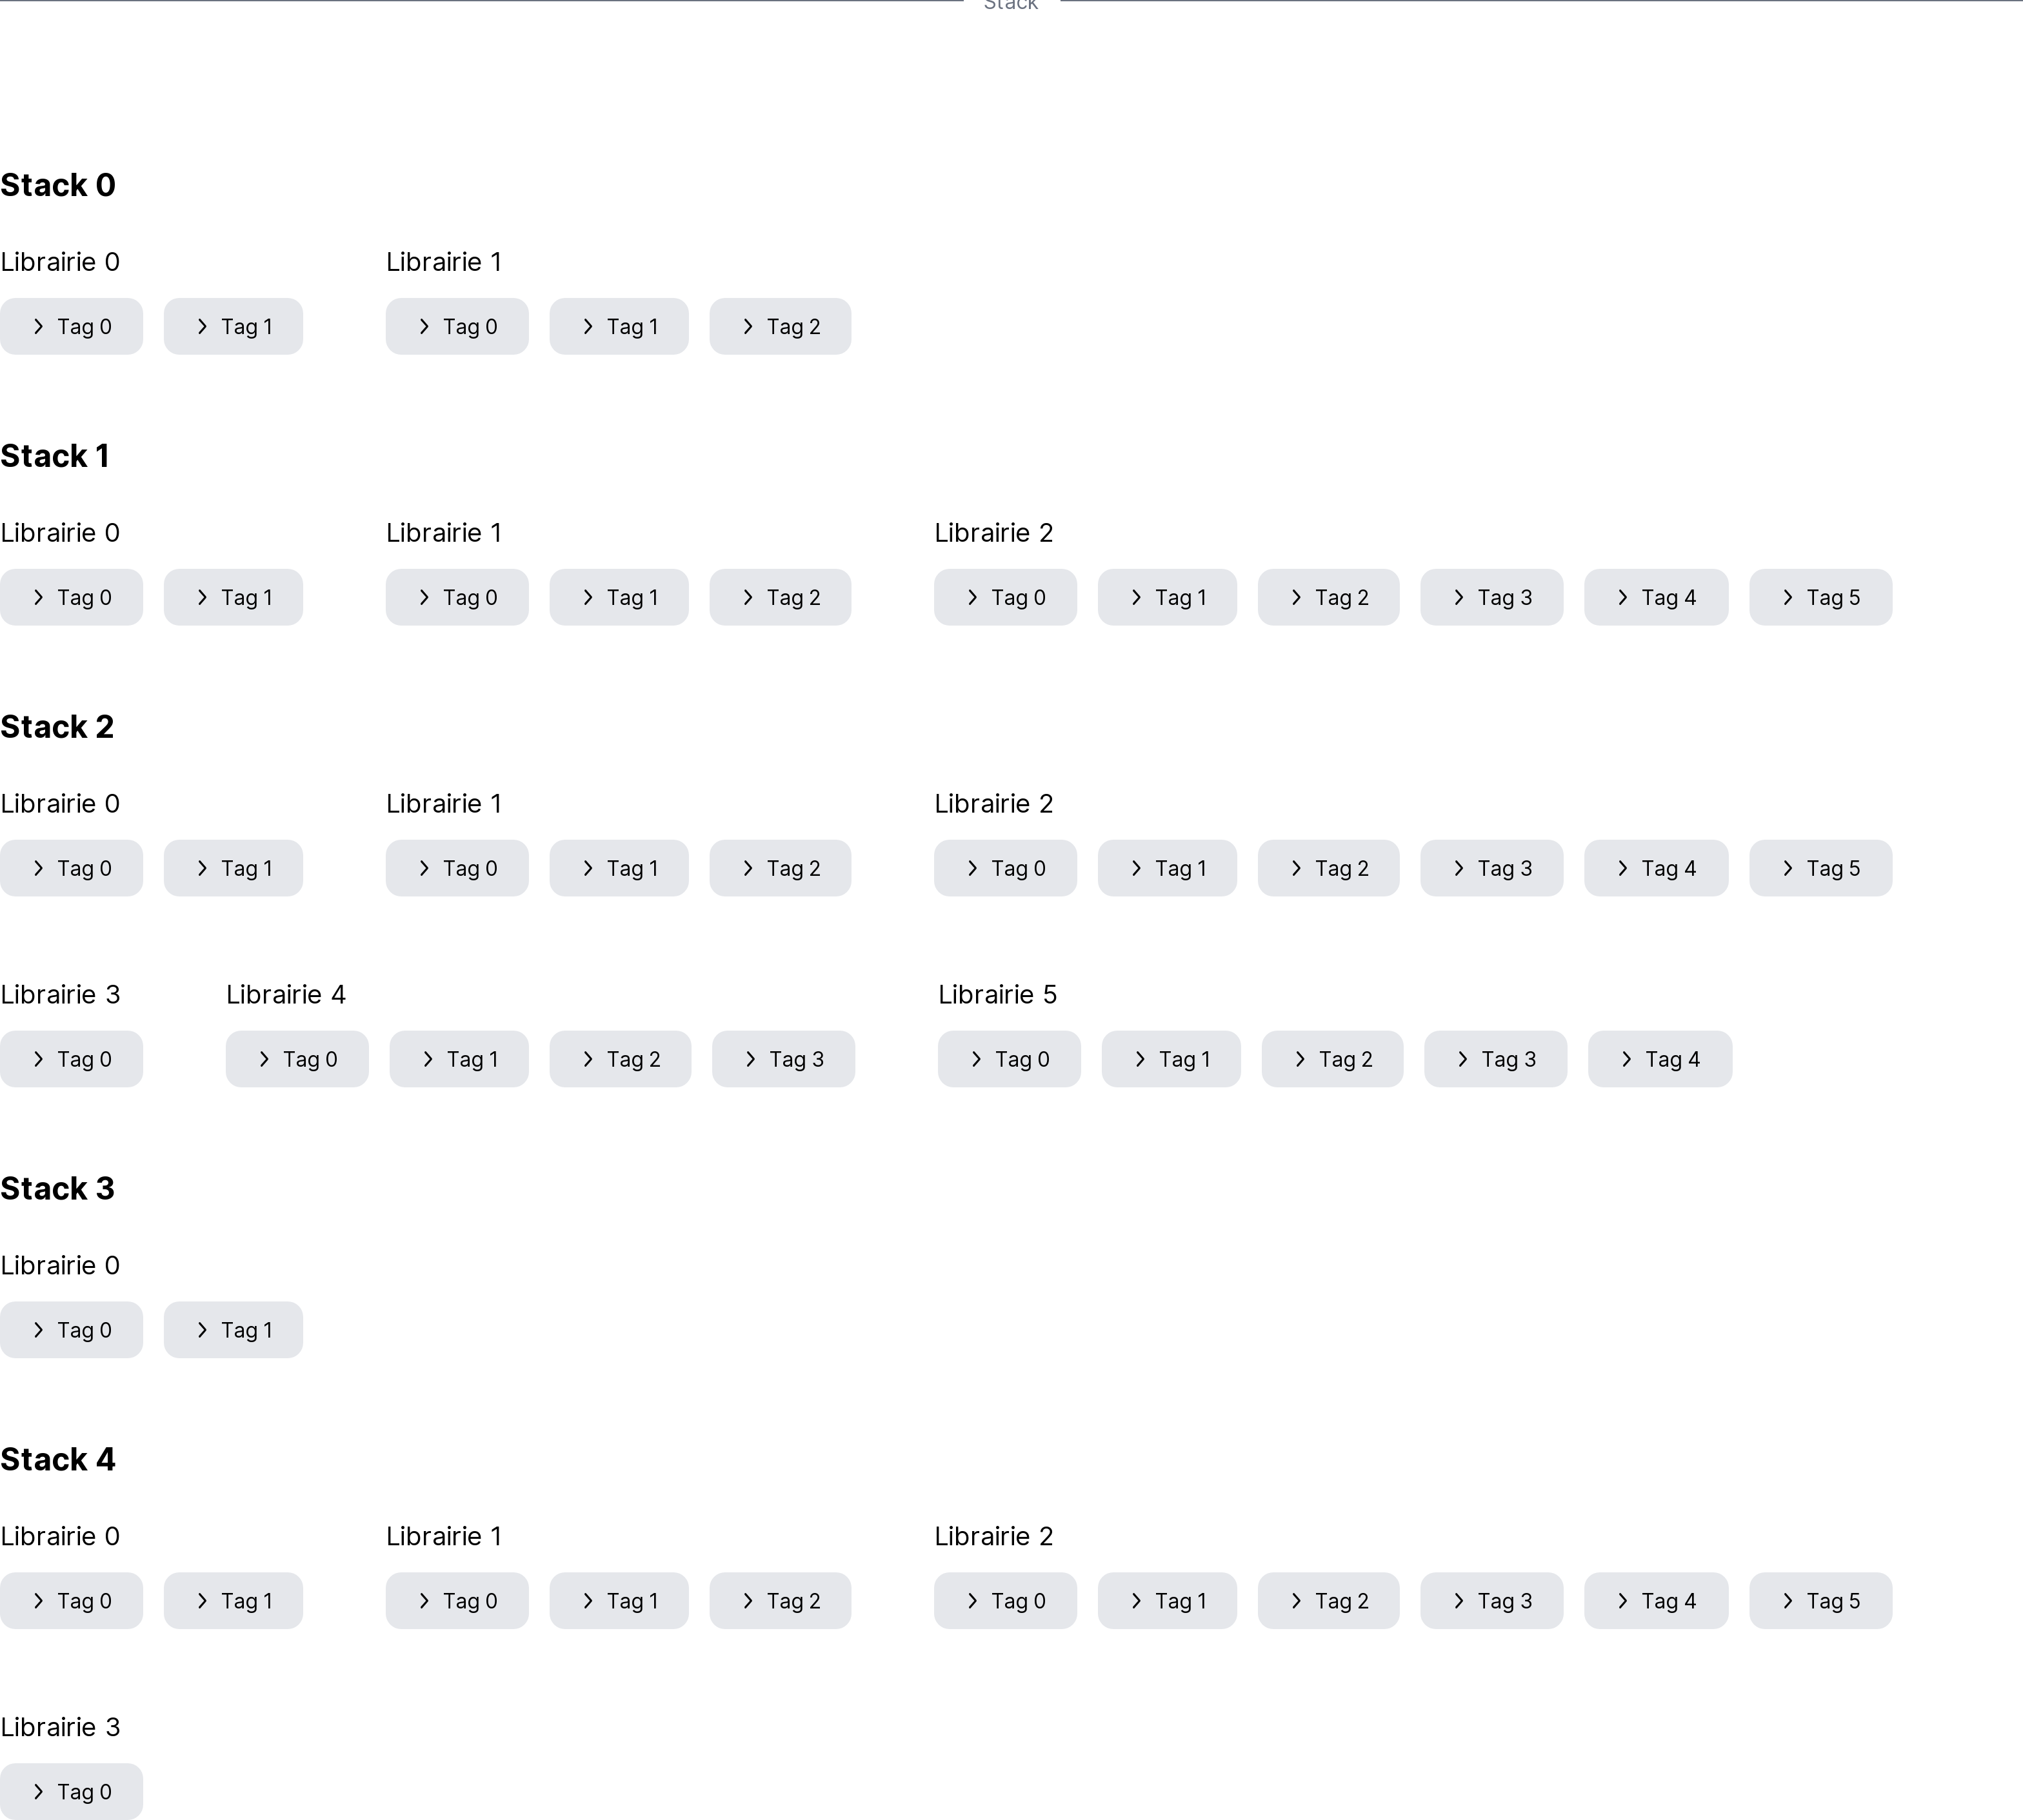 Stack
Stack 0
Librairie 0 Librairie 1
Tag 0 Tag 1 Tag 0 Tag 1 Tag 2
Stack 1
Librairie 0 Librairie 1 Librairie 2
Tag 0 Tag 1 Tag 0 Tag 1 Tag 2 Tag 0 Tag 1 Tag 2 Tag 3 Tag 4 Tag 5
Stack 2
Librairie 0 Librairie 1 Librairie 2
Tag 0 Tag 1 Tag 0 Tag 1 Tag 2 Tag 0 Tag 1 Tag 2 Tag 3 Tag 4 Tag 5
Librairie 3 Librairie 4 Librairie 5
Tag 0 Tag 0 Tag 1 Tag 2 Tag 3 Tag 0 Tag 1 Tag 2 Tag 3 Tag 4
Stack 3
Librairie 0
Tag 0 Tag 1
Stack 4
Librairie 0 Librairie 1 Librairie 2
Tag 0 Tag 1 Tag 0 Tag 1 Tag 2 Tag 0 Tag 1 Tag 2 Tag 3 Tag 4 Tag 5
Librairie 3
Tag 0